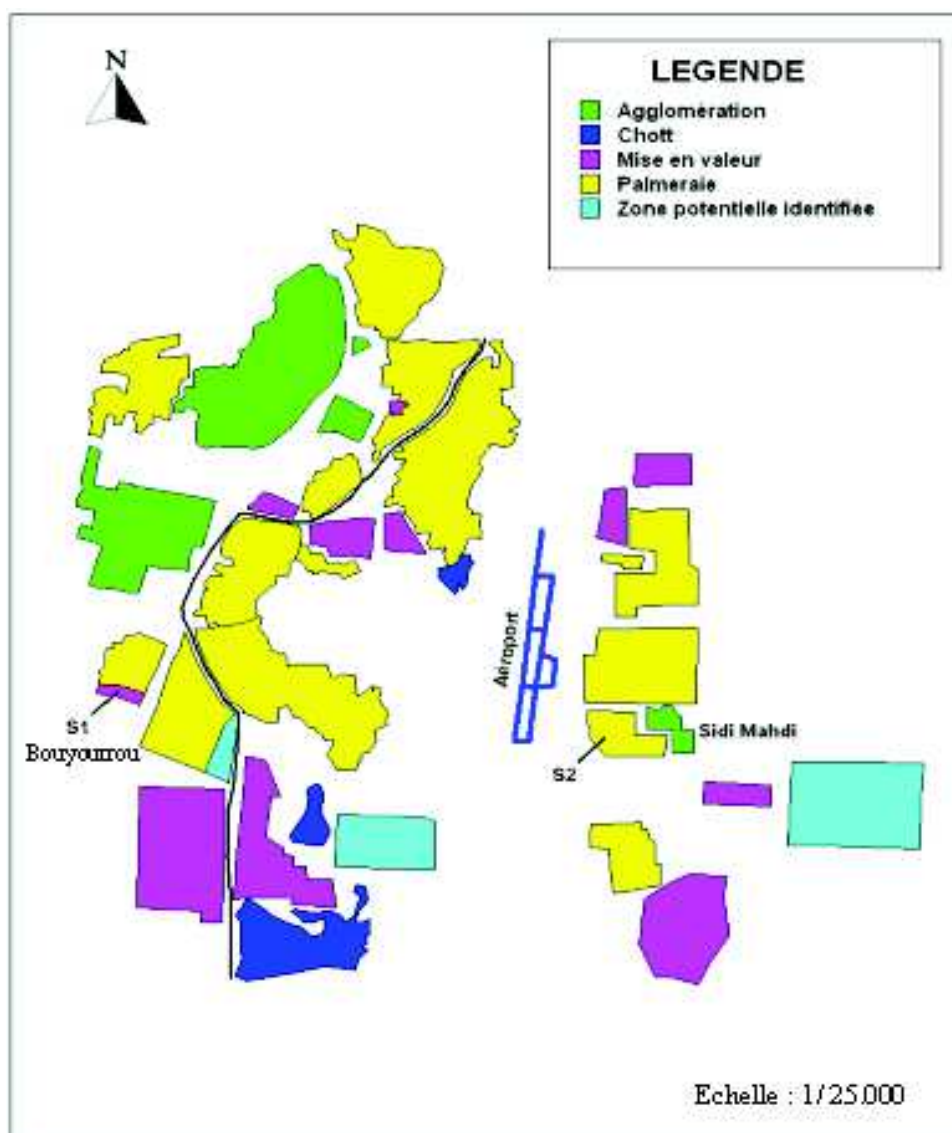 N
LEGENDE
Agglomération
Chott
Mise en valeur
Palmeraie
Zone potentielle identifiée
Aéroport
S1
Bouyourrou
Sidi Mahdi
S2
Echelle : 1/25.000